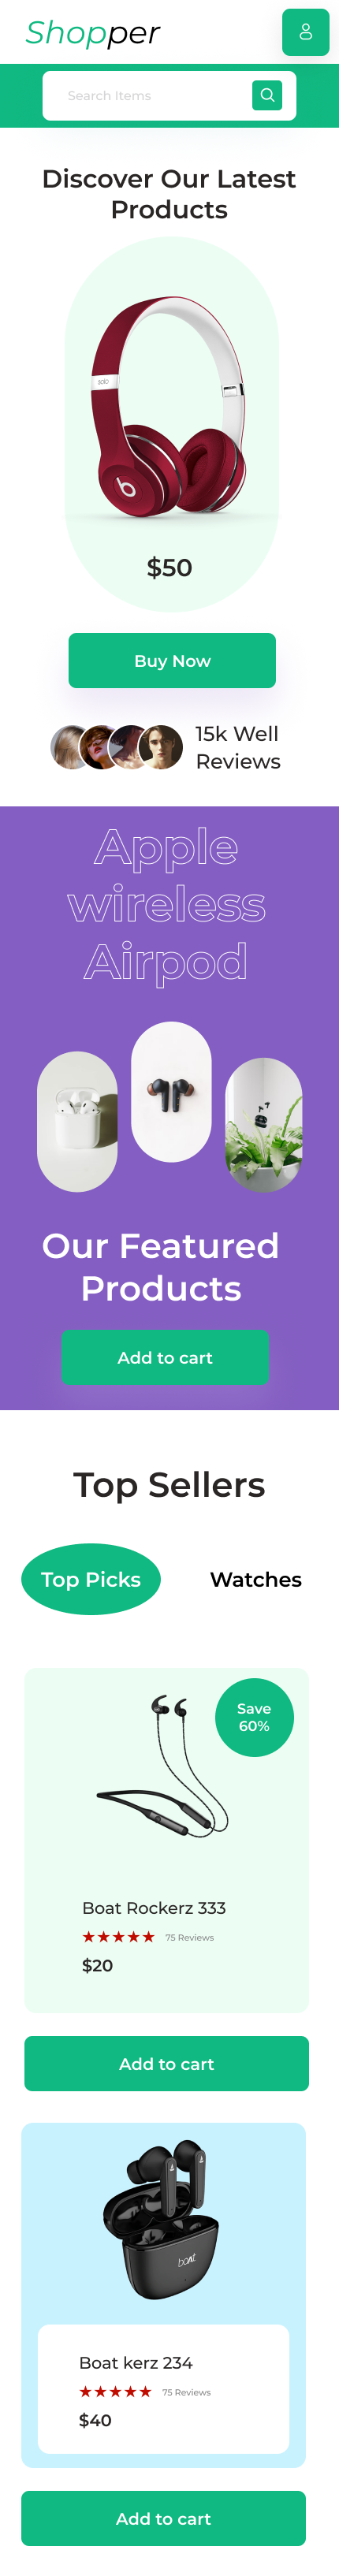 Shopper
Search Items
Discover Our Latest
Products
solo
b
$50
Buy Now
15k Well
Reviews
Apple
wireless
Airpod
Our Featured
Products
Add to cart
Top Sellers
Top Picks
Watches
Save
60%
Boat Rockerz 333
75 Reviews
$20
Add to cart
boAt
Boat kerz 234
75 Reviews
$40
Add to cart